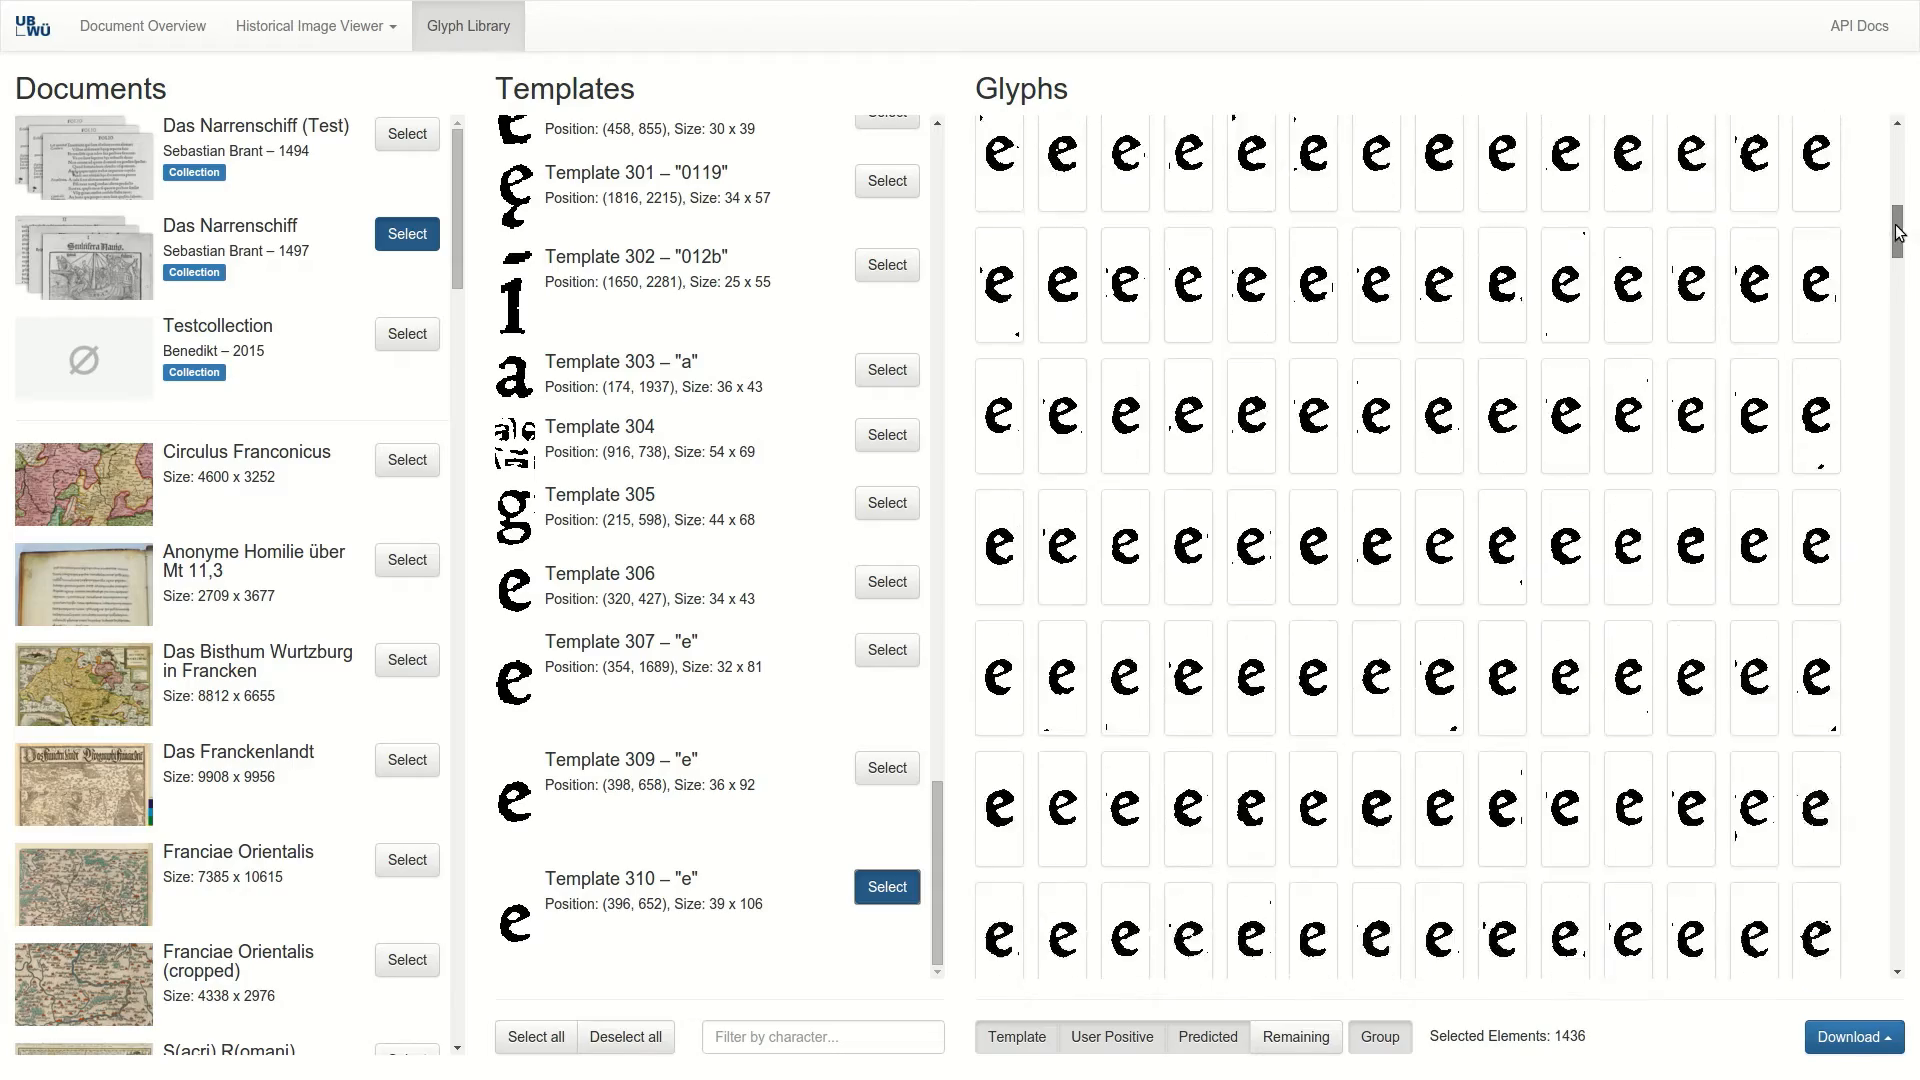 UB
WÜ
Document Overview
Historical Image Viewer
Glyph Library
API Docs
Documents
Das Narrenschiff (Test)
Sebastian Brant – 1494
Collection
Select
Das Narrenschiff
Sebastian Brant – 1497
Collection
Select
Testcollection
Benedikt – 2015
Collection
Select
Circulus Franconicus
Size: 4600 x 3252
Select
Anonyme Homilie über
Mt 11,3
Size: 2709 x 3677
Select
Das Bisthum Wurtzburg
in Francken
Size: 8812 x 6655
Select
Das Franckenlandt
Size: 9908 x 9956
Select
Franciae Orientalis
Size: 7385 x 10615
Select
Franciae Orientalis
(cropped)
Size: 4338 x 2976
Select
S(acri) R(omani)
Templates
Position: (458, 855), Size: 30 x 39
Select
Template 301 – "0119"
Position: (1816, 2215), Size: 34 x 57
Select
Template 302 – "012b"
Position: (1650, 2281), Size: 25 x 55
Select
a
Template 303 – "a"
Position: (174, 1937), Size: 36 x 43
Select
Template 304
Position: (916, 738), Size: 54 x 69
Select
g
Template 305
Position: (215, 598), Size: 44 x 68
Select
e
Template 306
Position: (320, 427), Size: 34 x 43
Select
e
Template 307 – "e"
Position: (354, 1689), Size: 32 x 81
Select
e
Template 309 – "e"
Position: (398, 658), Size: 36 x 92
Select
e
Template 310 – "e"
Position: (396, 652), Size: 39 x 106
Select
Select all
Deselect all
Filter by character...
Glyphs
e e e e e e e e e e e e e e
e e e e e e e e e e e e e e
e e e e e e e e e e e e e e
e e e e e e e e e e e e e e
e e e e e e e e e e e e e e
e e e e e e e e e e e e e e
e e e e e e e e e e e e e e
Template
User Positive
Predicted
Remaining
Group
Selected Elements: 1436
Download